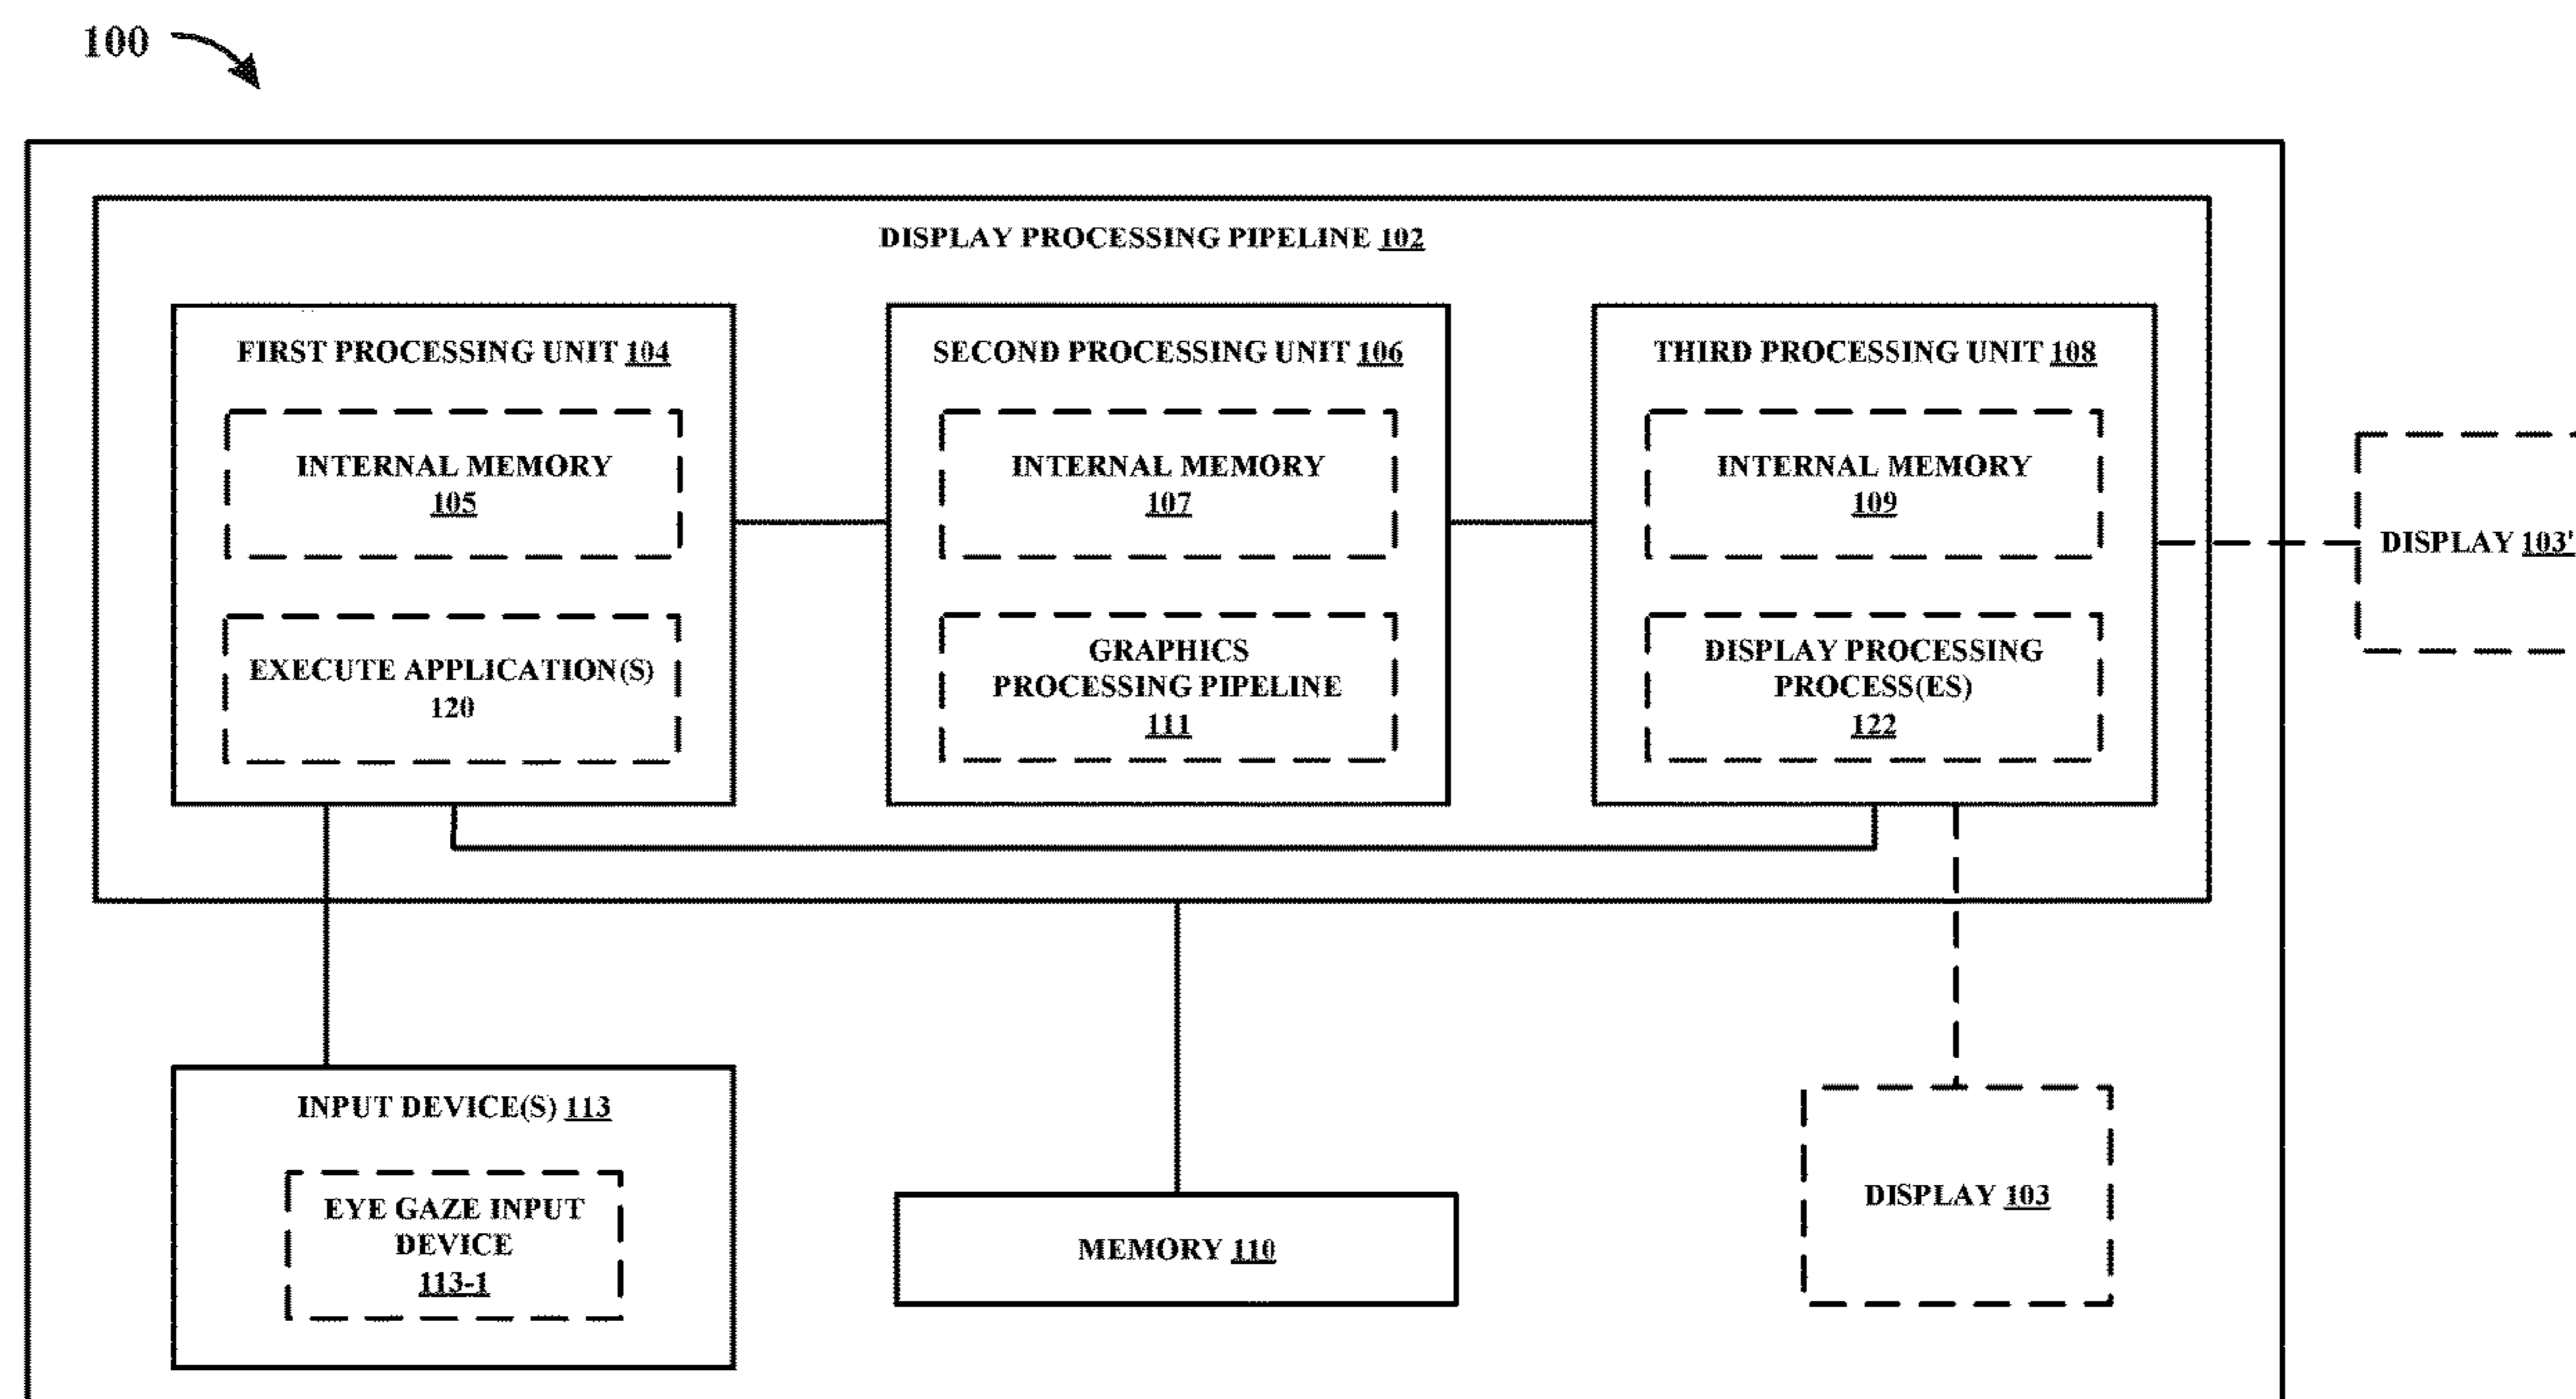 100
DISPLAY PROCESSING PIPELINE 102
FIRST PROCESSING UNIT 104
INTERNAL MEMORY
105
EXECUTE APPLICATION(S)
120
SECOND PROCESSING UNIT 106
INTERNAL MEMORY
107
GRAPHICS
PROCESSING PIPELINE
111
THIRD PROCESSING UNIT 108
INTERNAL MEMORY
109
DISPLAY PROCESSING
PROCESS(ES)
122
DISPLAY 103'
INPUT DEVICE(S) 113
EYE GAZE INPUT
DEVICE
113-1
MEMORY 110
DISPLAY 103